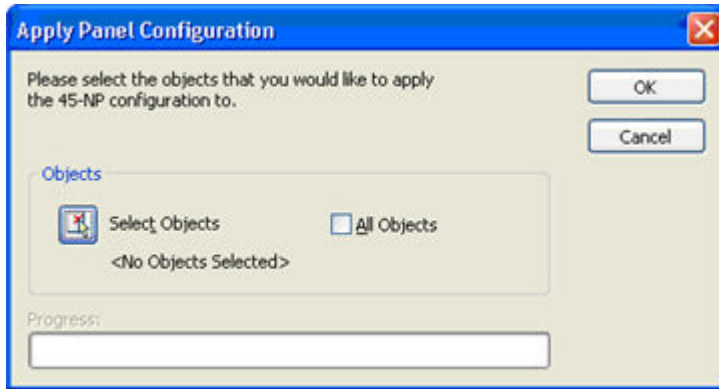 Apply Panel Configuration
Please select the objects that you would like to apply
the 45-NP configuration to.
OK
Cancel
Objects
Select Objects
All Objects
<No Objects Selected>
Progress: